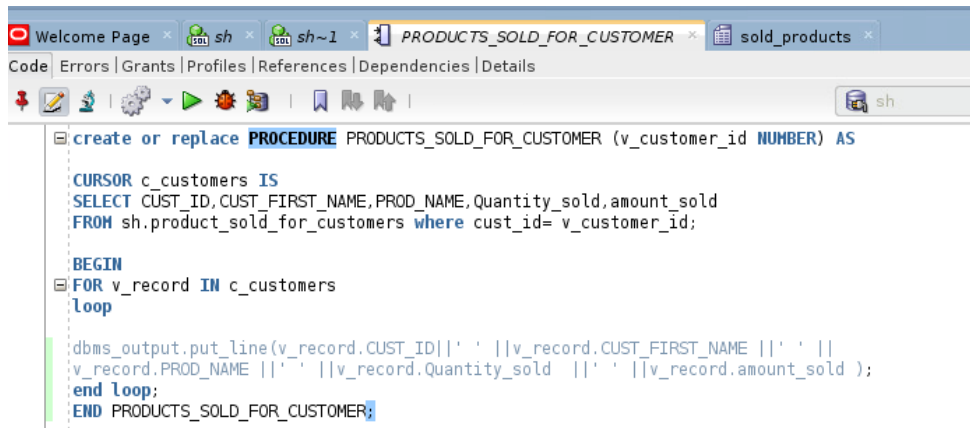 Welcome Page sh sh~1 PRODUCTS_SOLD_FOR_CUSTOMER sold_products
Code Errors|Grants|Profiles|References|Dependencies|Details
sh
create or replace PROCEDURE PRODUCTS_SOLD_FOR_CUSTOMER (v_customer_id NUMBER) AS
CURSOR c_customers IS
SELECT CUST_ID,CUST_FIRST_NAME,PROD_NAME,Quantity_sold,amount_sold
FROM sh.product_sold_for_customers where cust_id= v_customer_id;
BEGIN
FOR v_record IN c_customers
loop
dbms_output.put_line(v_record.CUST_ID||' ' ||v_record.CUST_FIRST_NAME ||' ' ||
v_record.PROD_NAME ||' ' ||v_record.Quantity_sold  ||' ' ||v_record.amount_sold );
end loop;
END PRODUCTS_SOLD_FOR_CUSTOMER;